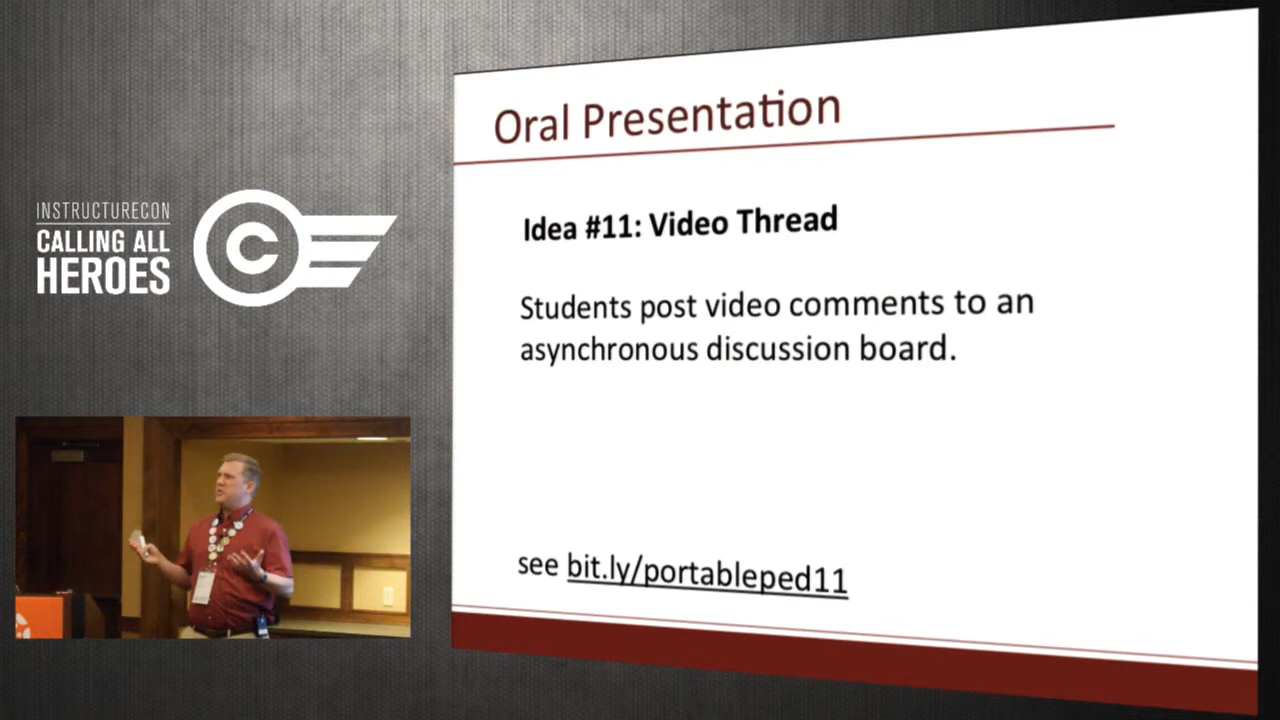 INSTRUCTURECON
CALLING ALL
HEROES
C
Oral Presentation
Idea #11: Video Thread
Students post video comments to an
asynchronous discussion board.
see bit.ly/portableped11